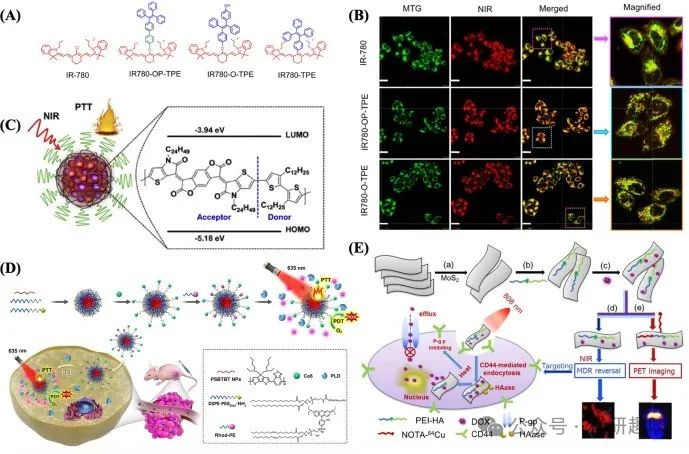 (A)
IR-780
IR780-OP-TPE
IR780-O-TPE
IR780-TPE
(B)
MTG
NIR
Merged
Magnified
IR-780
IR780-OP-TPE
IR780-O-TPE
(C)
NIR
PTT
-3.94 eV
LUMO
C24H49
C12H25
Acceptor
Donor
C12H25
C24H49
HOMO
-5.18 eV
(D)
635 nm
PTT
PDT
O2
635 nm
PTT
PDT
PSBTBT NPs
Ce6
PLD
Rhod-PE
(E)
(a)
MoS2
(b)
(c)
808 nm
(d)
(e)
efflux
P-gp
inhibiting
Heat
CD44-mediated
endocytosis
HAase
Nucleus
Targeting
NIR
MDR reversal
PET imaging
PEI-HA
DOX
P-gp
NOTA-64Cu
CD44
HAase